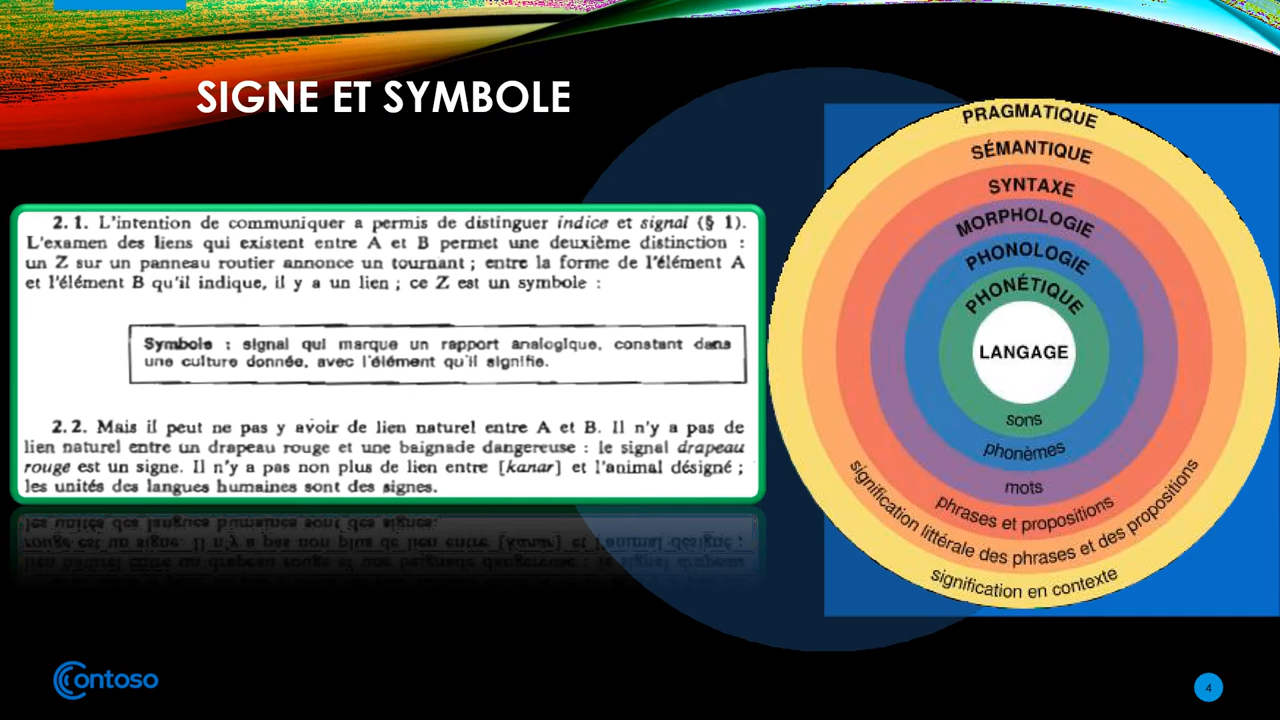 SIGNE ET SYMBOLE
2.1. L'intention de communiquer a permis de distinguer indice et signal (§ 1).
L'examen des liens qui existent entre A et B permet une deuxième distinction :
un Z sur un panneau routier annonce un tournant ; entre la forme de l'élément A
et l'élément B qu'il indique, il y a un lien ; ce Z est un symbole :
Symbole : signal qui marque un rapport analogique, constant dans
une culture donnée, avec l'élément qu'il signifie.
2.2. Mais il peut ne pas y avoir de lien naturel entre A et B. Il n'y a pas de
lien naturel entre un drapeau rouge et une baignade dangereuse : le signal drapeau
rouge est un signe. Il n'y a pas non plus de lien entre [kanar] et l'animal désigné ;
les unités des langues humaines sont des signes.
PRAGMATIQUE
SÉMANTIQUE
SYNTAXE
MORPHOLOGIE
PHONOLOGIE
PHONÉTIQUE
LANGAGE
sons
phonèmes
mots
phrases et propositions
signification littérale des phrases et des propositions
signification en contexte
Contoso
4